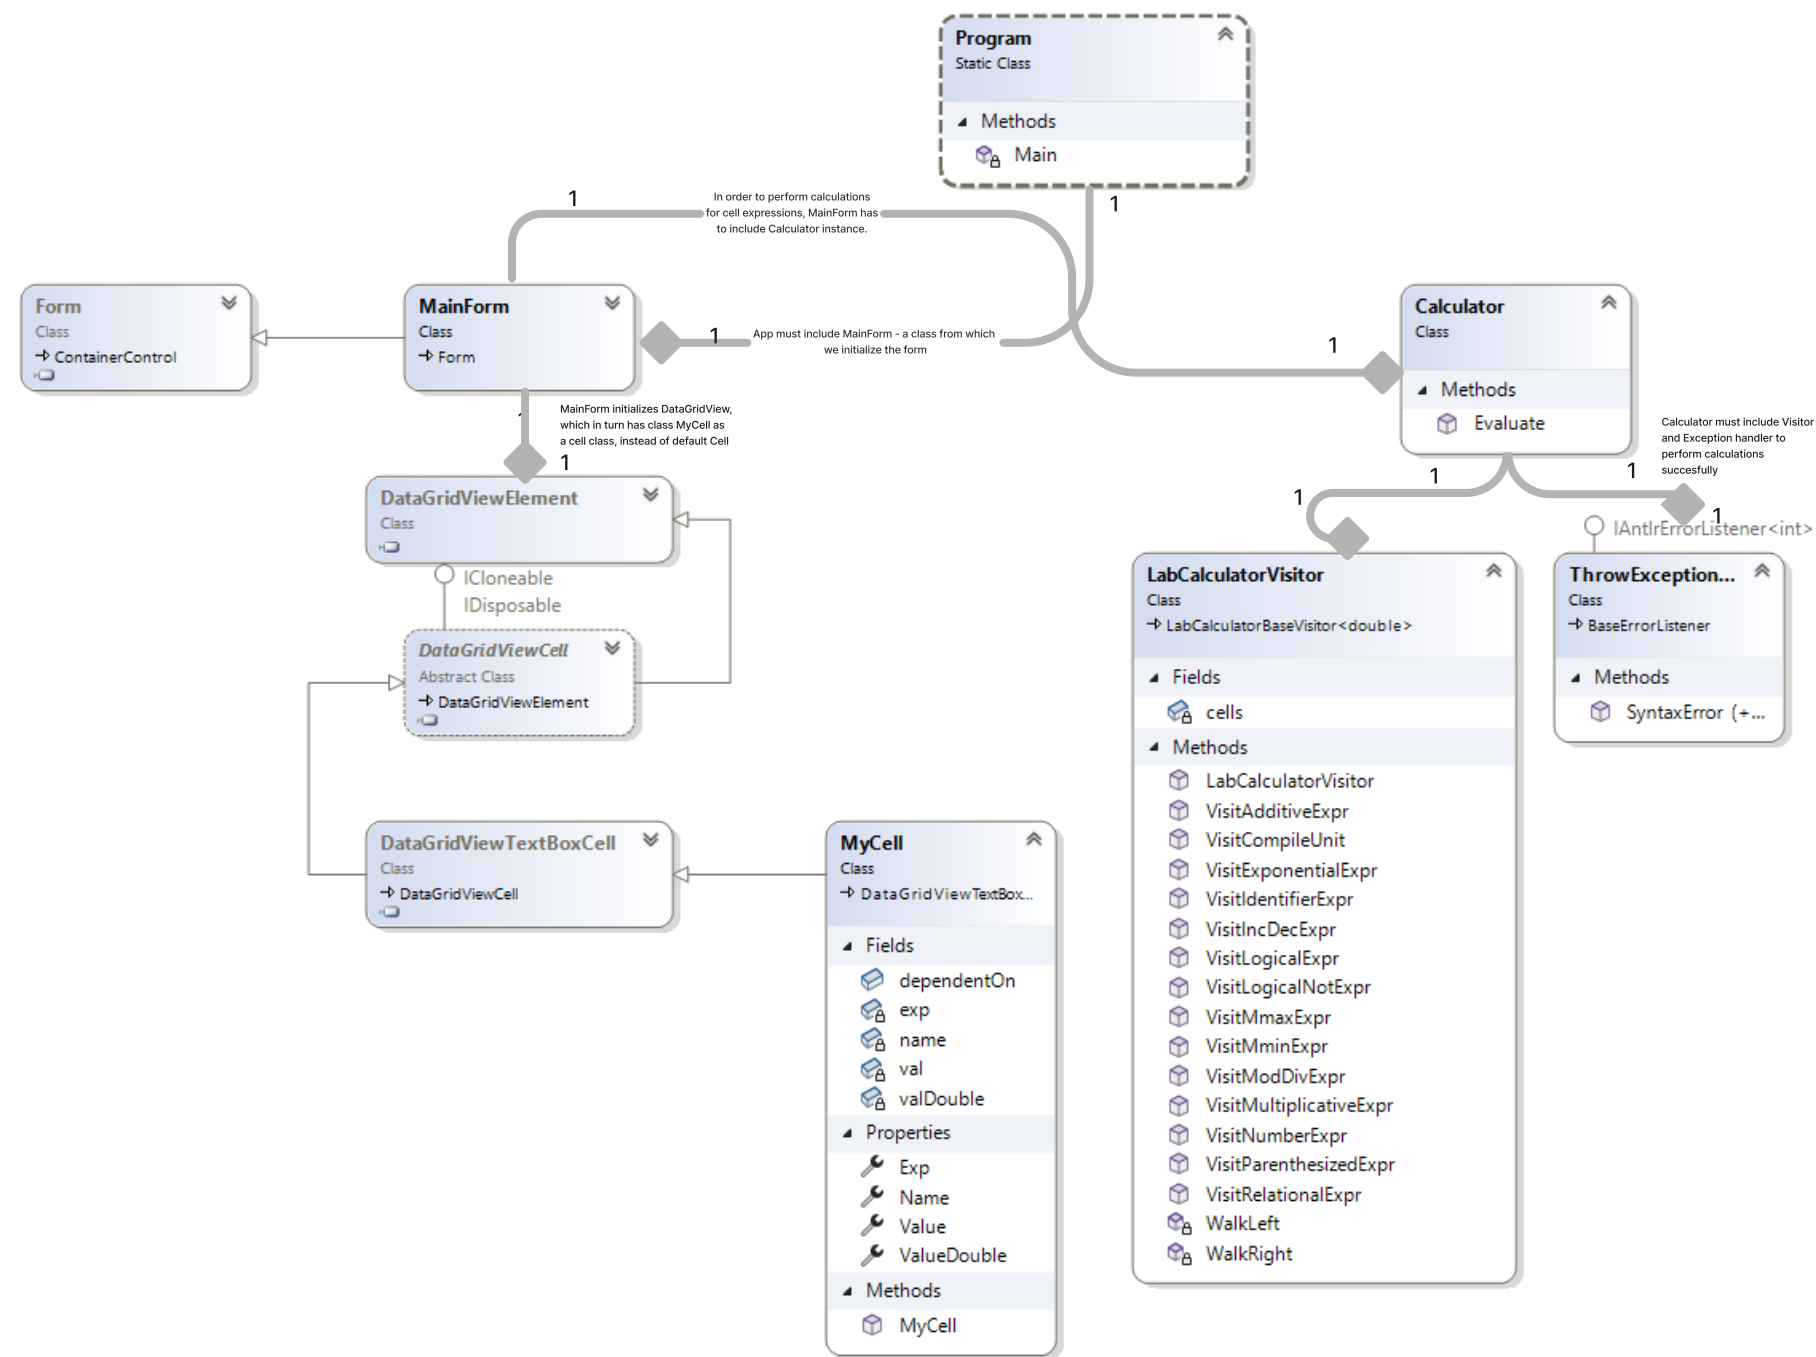 Program
Static Class
Methods
Main
1
In order to perform calculations
for cell expressions, MainForm has
to include Calculator instance.
1
Form
Class
ContainerControl
MainForm
Class
Form
1
App must include MainForm - a class from which
we initialize the form
1
Calculator
Class
Methods
Evaluate
1
MainForm initializes DataGridView,
which in turn has class MyCell as
a cell class, instead of default Cell
1
Calculator must include Visitor
and Exception handler to
perform calculations
succesfully
1
1
1
1
DataGridViewElement
Class
ICloneable
IDisposable
DataGridViewCell
Abstract Class
DataGridViewElement
DataGridViewTextBoxCell
Class
DataGridViewCell
MyCell
Class
DataGridViewTextBox...
Fields
dependentOn
exp
name
val
valDouble
Properties
Exp
Name
Value
ValueDouble
Methods
MyCell
LabCalculatorVisitor
Class
LabCalculatorBaseVisitor<double>
Fields
cells
Methods
LabCalculatorVisitor
VisitAdditiveExpr
VisitCompileUnit
VisitExponentialExpr
VisitIdentifierExpr
VisitIncDecExpr
VisitLogicalExpr
VisitLogicalNotExpr
VisitMmaxExpr
VisitMminExpr
VisitModDivExpr
VisitMultiplicativeExpr
VisitNumberExpr
VisitParenthesizedExpr
VisitRelationalExpr
WalkLeft
WalkRight
IAntlrErrorListener<int>
ThrowException...
Class
BaseErrorListener
Methods
SyntaxError (+...